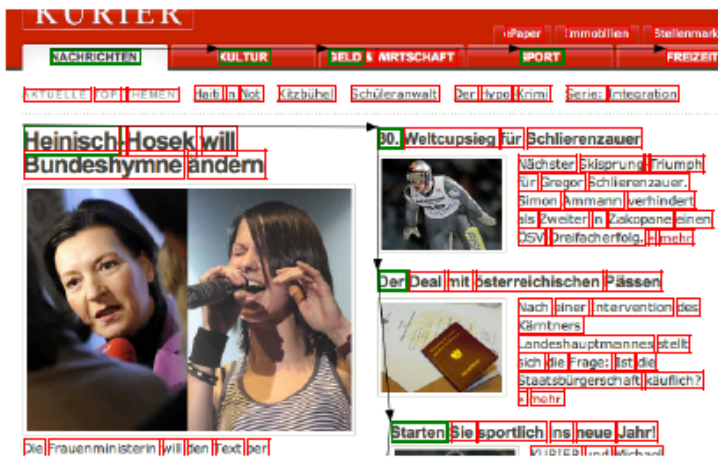 KURIER
ePaper Immobilien Stellenmark
NACHRICHTEN KULTUR GELD & WIRTSCHAFT SPORT FREIZEIT
AKTUELLE TOP THEMEN: Haiti in Not Kitzbühel Schüleranwalt Der Hypo-Krimi Serie: Integration
Heinisch-Hosek will
Bundeshymne ändern
Die Frauenministerin will den Text der
30. Weltcupsieg für Schlierenzauer
Nächster Skisprung-Triumph
für Gregor Schlierenzauer.
Simon Ammann verhindert
als Zweiter in Zakopane einen
ÖSV-Dreifacherfolg. » mehr
Der Deal mit österreichischen Pässen
Nach einer Intervention des
Kärntners
Landeshauptmannes stellt
sich die Frage: Ist die
Staatsbürgerschaft käuflich?
» mehr
Starten Sie sportlich ins neue Jahr!
KURIER und Michael